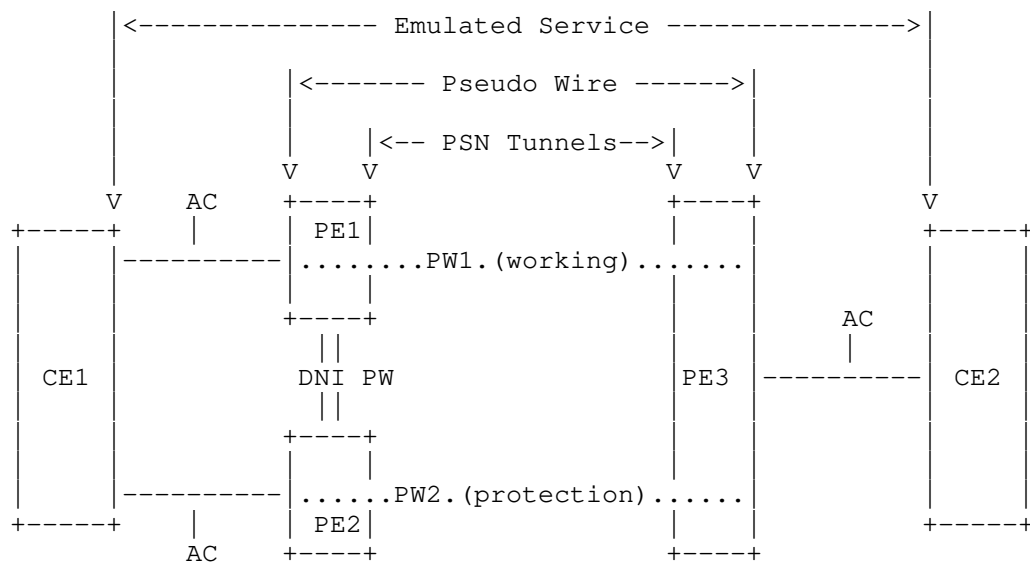 |<-------------- Emulated Service --------------->|
|<------- Pseudo Wire ------>|
|<-- PSN Tunnels-->|
V V V V
V AC V
PE1
PW1.(working)
AC
CE1 DNI PW PE3 CE2
PW2.(protection)
PE2
AC